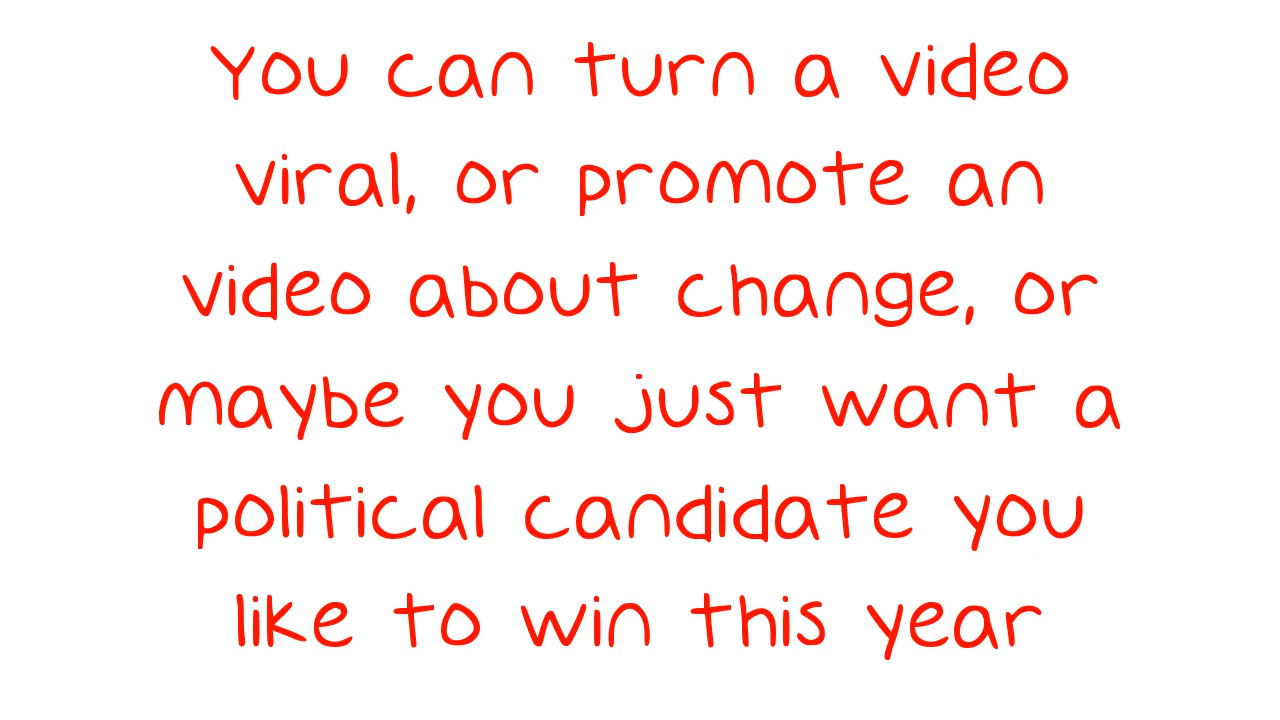 You can turn a video
viral, or promote an
video about change, or
maybe you just want a
political candidate you
like to win this year